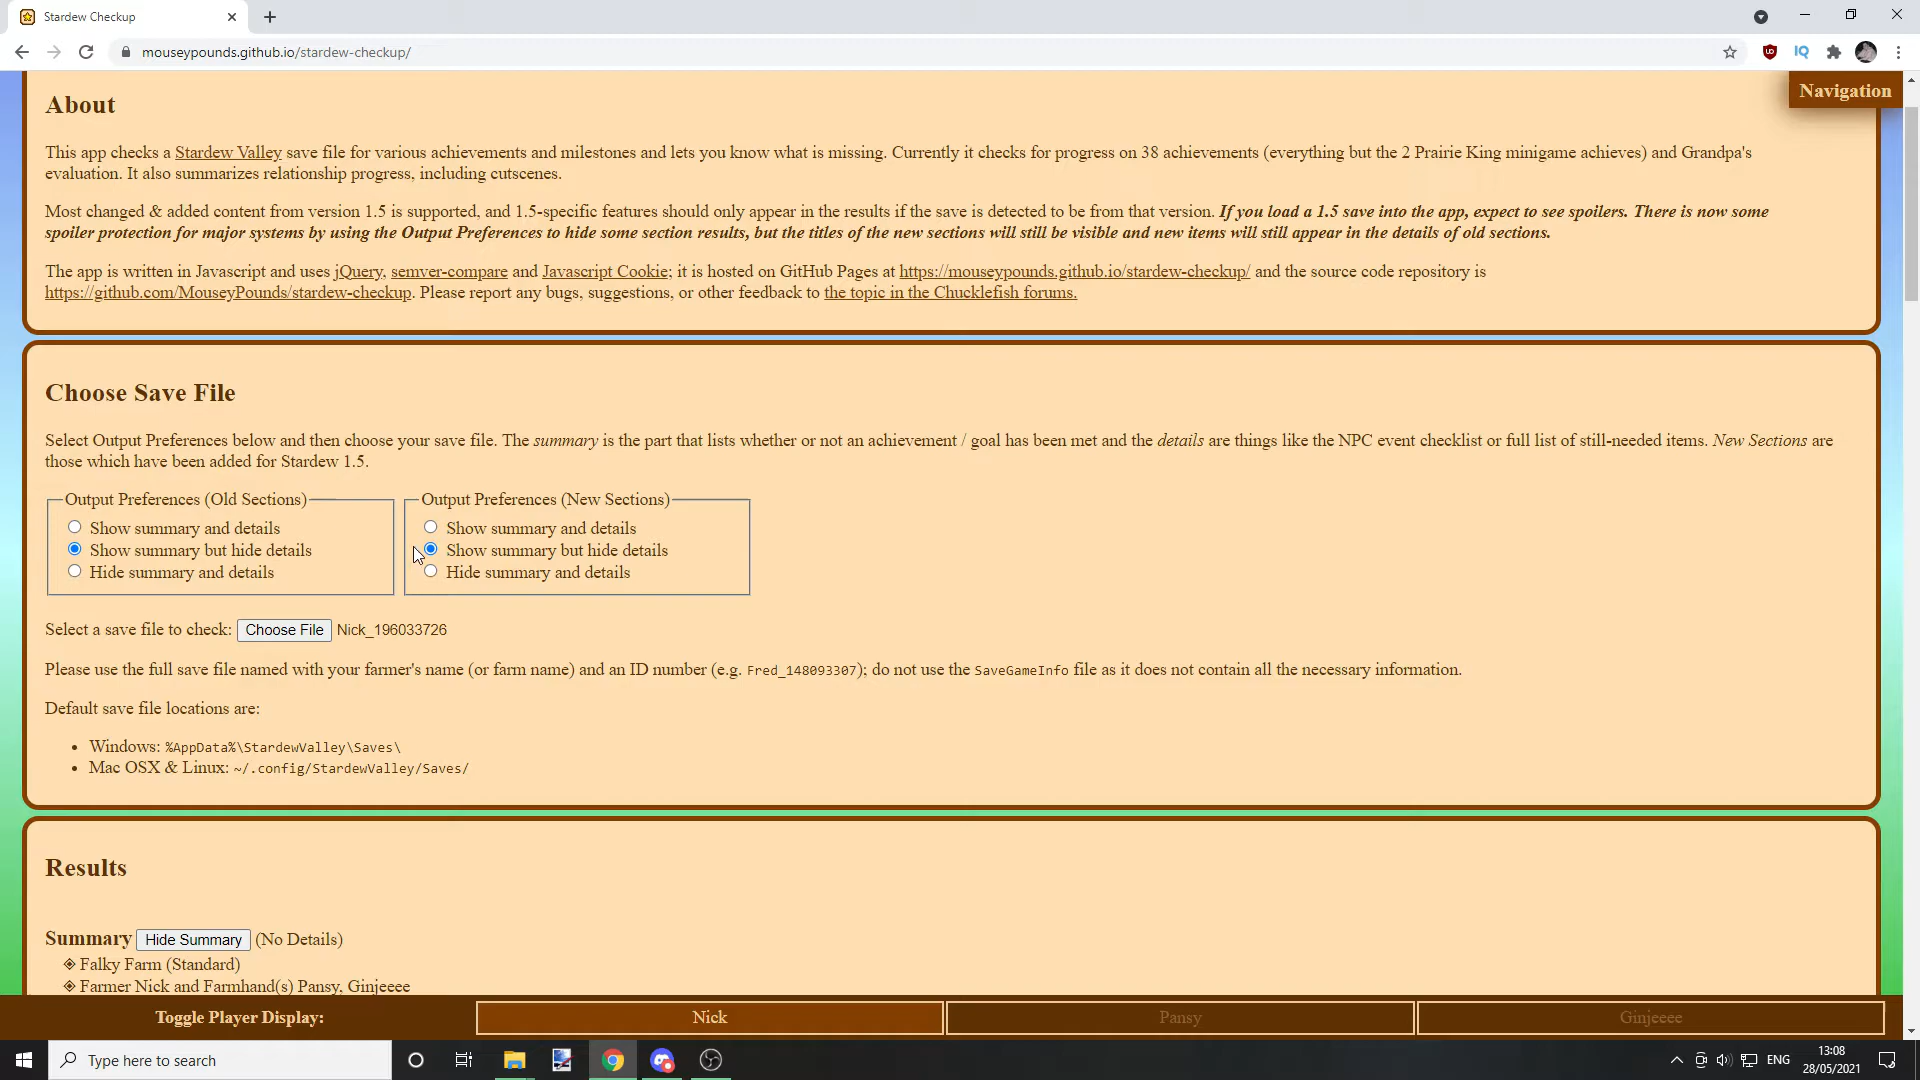 Stardew Checkup
mouseypounds.github.io/stardew-checkup/
Navigation
About
This app checks a Stardew Valley save file for various achievements and milestones and lets you know what is missing. Currently it checks for progress on 38 achievements (everything but the 2 Prairie King minigame achieves) and Grandpa's
evaluation. It also summarizes relationship progress, including cutscenes.
Most changed & added content from version 1.5 is supported, and 1.5-specific features should only appear in the results if the save is detected to be from that version. If you load a 1.5 save into the app, expect to see spoilers. There is now some
spoiler protection for major systems by using the Output Preferences to hide some section results, but the titles of the new sections will still be visible and new items will still appear in the details of old sections.
The app is written in Javascript and uses jQuery, semver-compare and Javascript Cookie; it is hosted on GitHub Pages at https://mouseypounds.github.io/stardew-checkup/ and the source code repository is
https://github.com/MouseyPounds/stardew-checkup. Please report any bugs, suggestions, or other feedback to the topic in the Chucklefish forums.
Choose Save File
Select Output Preferences below and then choose your save file. The summary is the part that lists whether or not an achievement / goal has been met and the details are things like the NPC event checklist or full list of still-needed items. New Sections are
those which have been added for Stardew 1.5.
Output Preferences (Old Sections)
Show summary and details
Show summary but hide details
Hide summary and details
Output Preferences (New Sections)
Show summary and details
Show summary but hide details
Hide summary and details
Select a save file to check: Choose File Nick_196033726
Please use the full save file named with your farmer's name (or farm name) and an ID number (e.g. Fred_148093307); do not use the SaveGameInfo file as it does not contain all the necessary information.
Default save file locations are:
• Windows: %AppData%\StardewValley\Saves\
• Mac OSX & Linux: ~/.config/StardewValley/Saves/
Results
Summary Hide Summary (No Details)
Falky Farm (Standard)
Farmer Nick and Farmhand(s) Pansy, Ginjeeee
Toggle Player Display: Nick Pansy Ginjeeee
Type here to search
IQ
ENG
13:08
28/05/2021